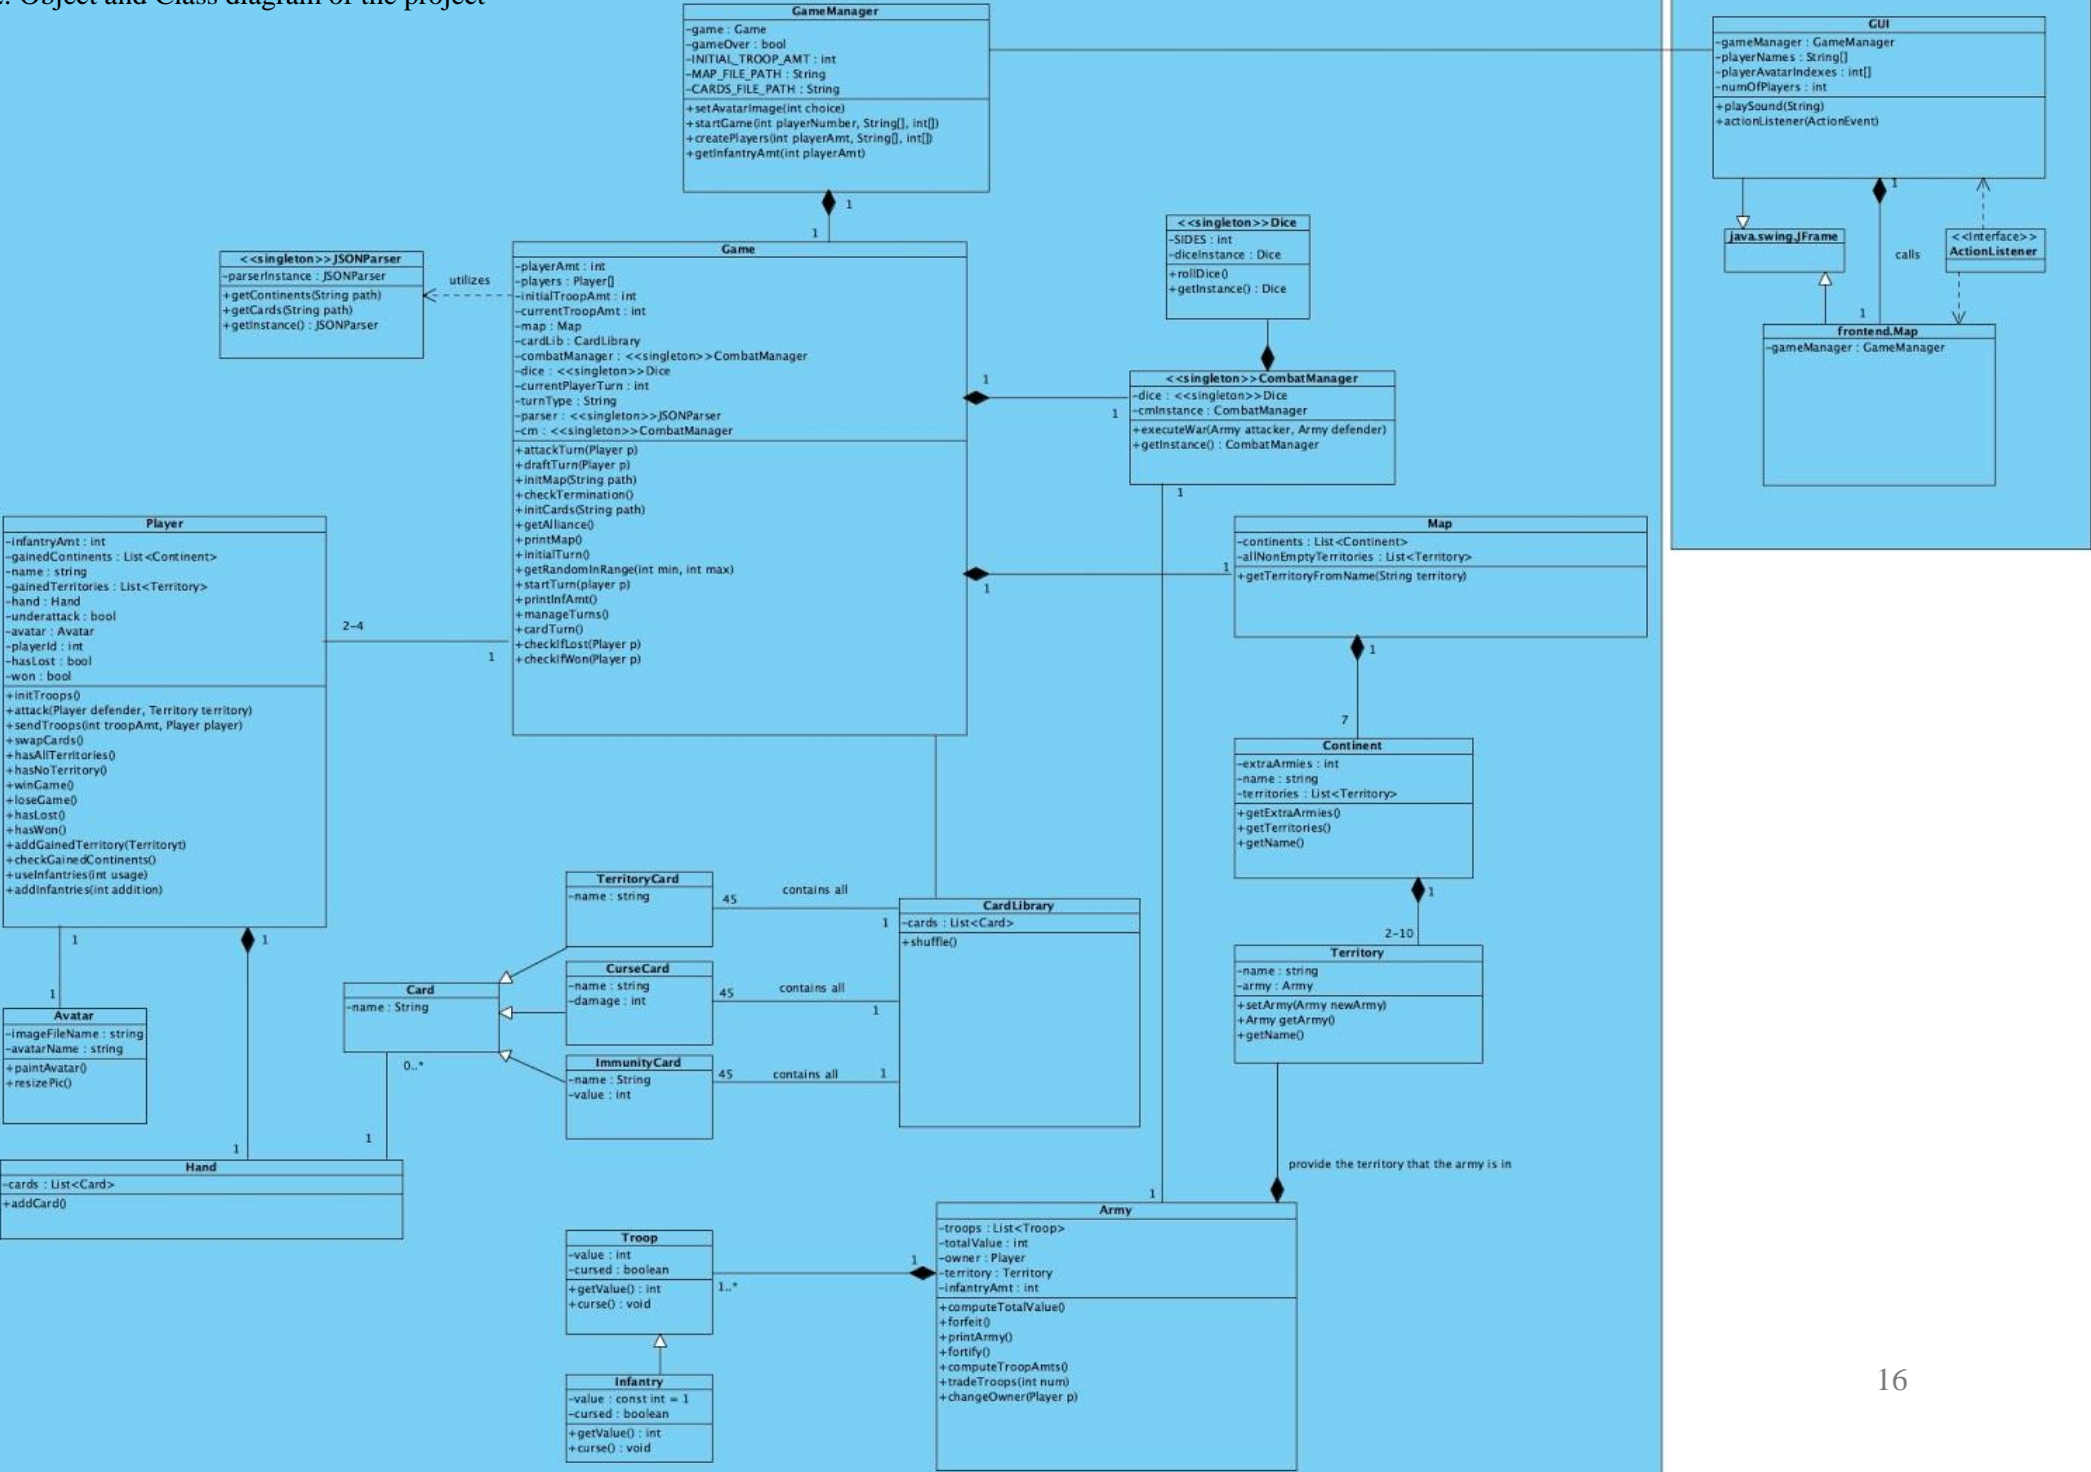 2. Object and Class diagram of the project
GameManager
-game : Game
-gameOver : bool
-INITIAL_TROOP_AMT : int
-MAP_FILE_PATH : String
-CARDS_FILE_PATH : String
+setAvatarImage(int choice)
+startGame(int playerNumber, String[], int[])
+createPlayers(int playerAmt, String[], int[])
+getInfantryAmt(int playerAmt)
1
1
GUI
-gameManager : GameManager
-playerNames : String[]
-playerAvatarIndexes : int[]
-numOfPlayers : int
+playSound(String)
+actionListener(ActionEvent)
1
java.swing.JFrame
calls
<<Interface>>
ActionListener
1
frontend.Map
-gameManager : GameManager
<<singleton>>JSONParser
-parserInstance : JSONParser
+getContinents(String path)
+getCards(String path)
+getInstance() : JSONParser
utilizes
Game
-playerAmt : int
-players : Player[]
-initialTroopAmt : int
-currentTroopAmt : int
-map : Map
-cardLib : CardLibrary
-combatManager : <<singleton>>CombatManager
-dice : <<singleton>>Dice
-currentPlayerTurn : int
-turnType : String
-parser : <<singleton>>JSONParser
-cm : <<singleton>>CombatManager
+attackTurn(Player p)
+draftTurn(Player p)
+initMap(String path)
+checkTermination()
+initCards(String path)
+getAlliance()
+printMap()
+initialTurn()
+getRandomInRange(int min, int max)
+startTurn(player p)
+printInfAmt()
+manageTurns()
+cardTurn()
+checkIfLost(Player p)
+checkIfWon(Player p)
<<singleton>>Dice
-SIDES : int
-diceInstance : Dice
+rollDice()
+getInstance() : Dice
1
1
<<singleton>>CombatManager
-dice : <<singleton>>Dice
-cmInstance : CombatManager
+executeWar(Army attacker, Army defender)
+getInstance() : CombatManager
1
1
1
Map
-continents : List<Continent>
-allNonEmptyTerritories : List<Territory>
+getTerritoryFromName(String territory)
1
7
Continent
-extraArmies : int
-name : string
-territories : List<Territory>
+getExtraArmies()
+getTerritories()
+getName()
1
2-10
Territory
-name : string
-army : Army
+setArmy(Army newArmy)
+Army getArmy()
+getName()
provide the territory that the army is in
Player
-infantryAmt : int
-gainedContinents : List<Continent>
-name : string
-gainedTerritories : List<Territory>
-hand : Hand
-underattack : bool
-avatar : Avatar
-playerId : int
-hasLost : bool
-won : bool
+initTroops()
+attack(Player defender, Territory territory)
+sendTroops(int troopAmt, Player player)
+swapCards()
+hasAllTerritories()
+hasNoTerritory()
+winGame()
+loseGame()
+hasLost()
+hasWon()
+addGainedTerritory(Territoryt)
+checkGainedContinents()
+useInfantries(int usage)
+addInfantries(int addition)
2-4
1
1
1
1
Avatar
-imageFileName : string
-avatarName : string
+paintAvatar()
+resizePic()
1
Hand
-cards : List<Card>
+addCard()
Card
-name : String
0..*
1
TerritoryCard
-name : string
45
contains all
1
CurseCard
-name : string
-damage : int
45
contains all
1
ImmunityCard
-name : String
-value : int
45
contains all
1
CardLibrary
-cards : List<Card>
+shuffle()
Troop
-value : int
-cursed : boolean
+getValue() : int
+curse() : void
1
1..*
Infantry
-value : const int = 1
-cursed : boolean
+getValue() : int
+curse() : void
1
Army
-troops : List<Troop>
-totalValue : int
-owner : Player
-territory : Territory
-infantryAmt : int
+computeTotalValue()
+forfeit()
+printArmy()
+fortify()
+computeTroopAmts()
+tradeTroops(int num)
+changeOwner(Player p)
16